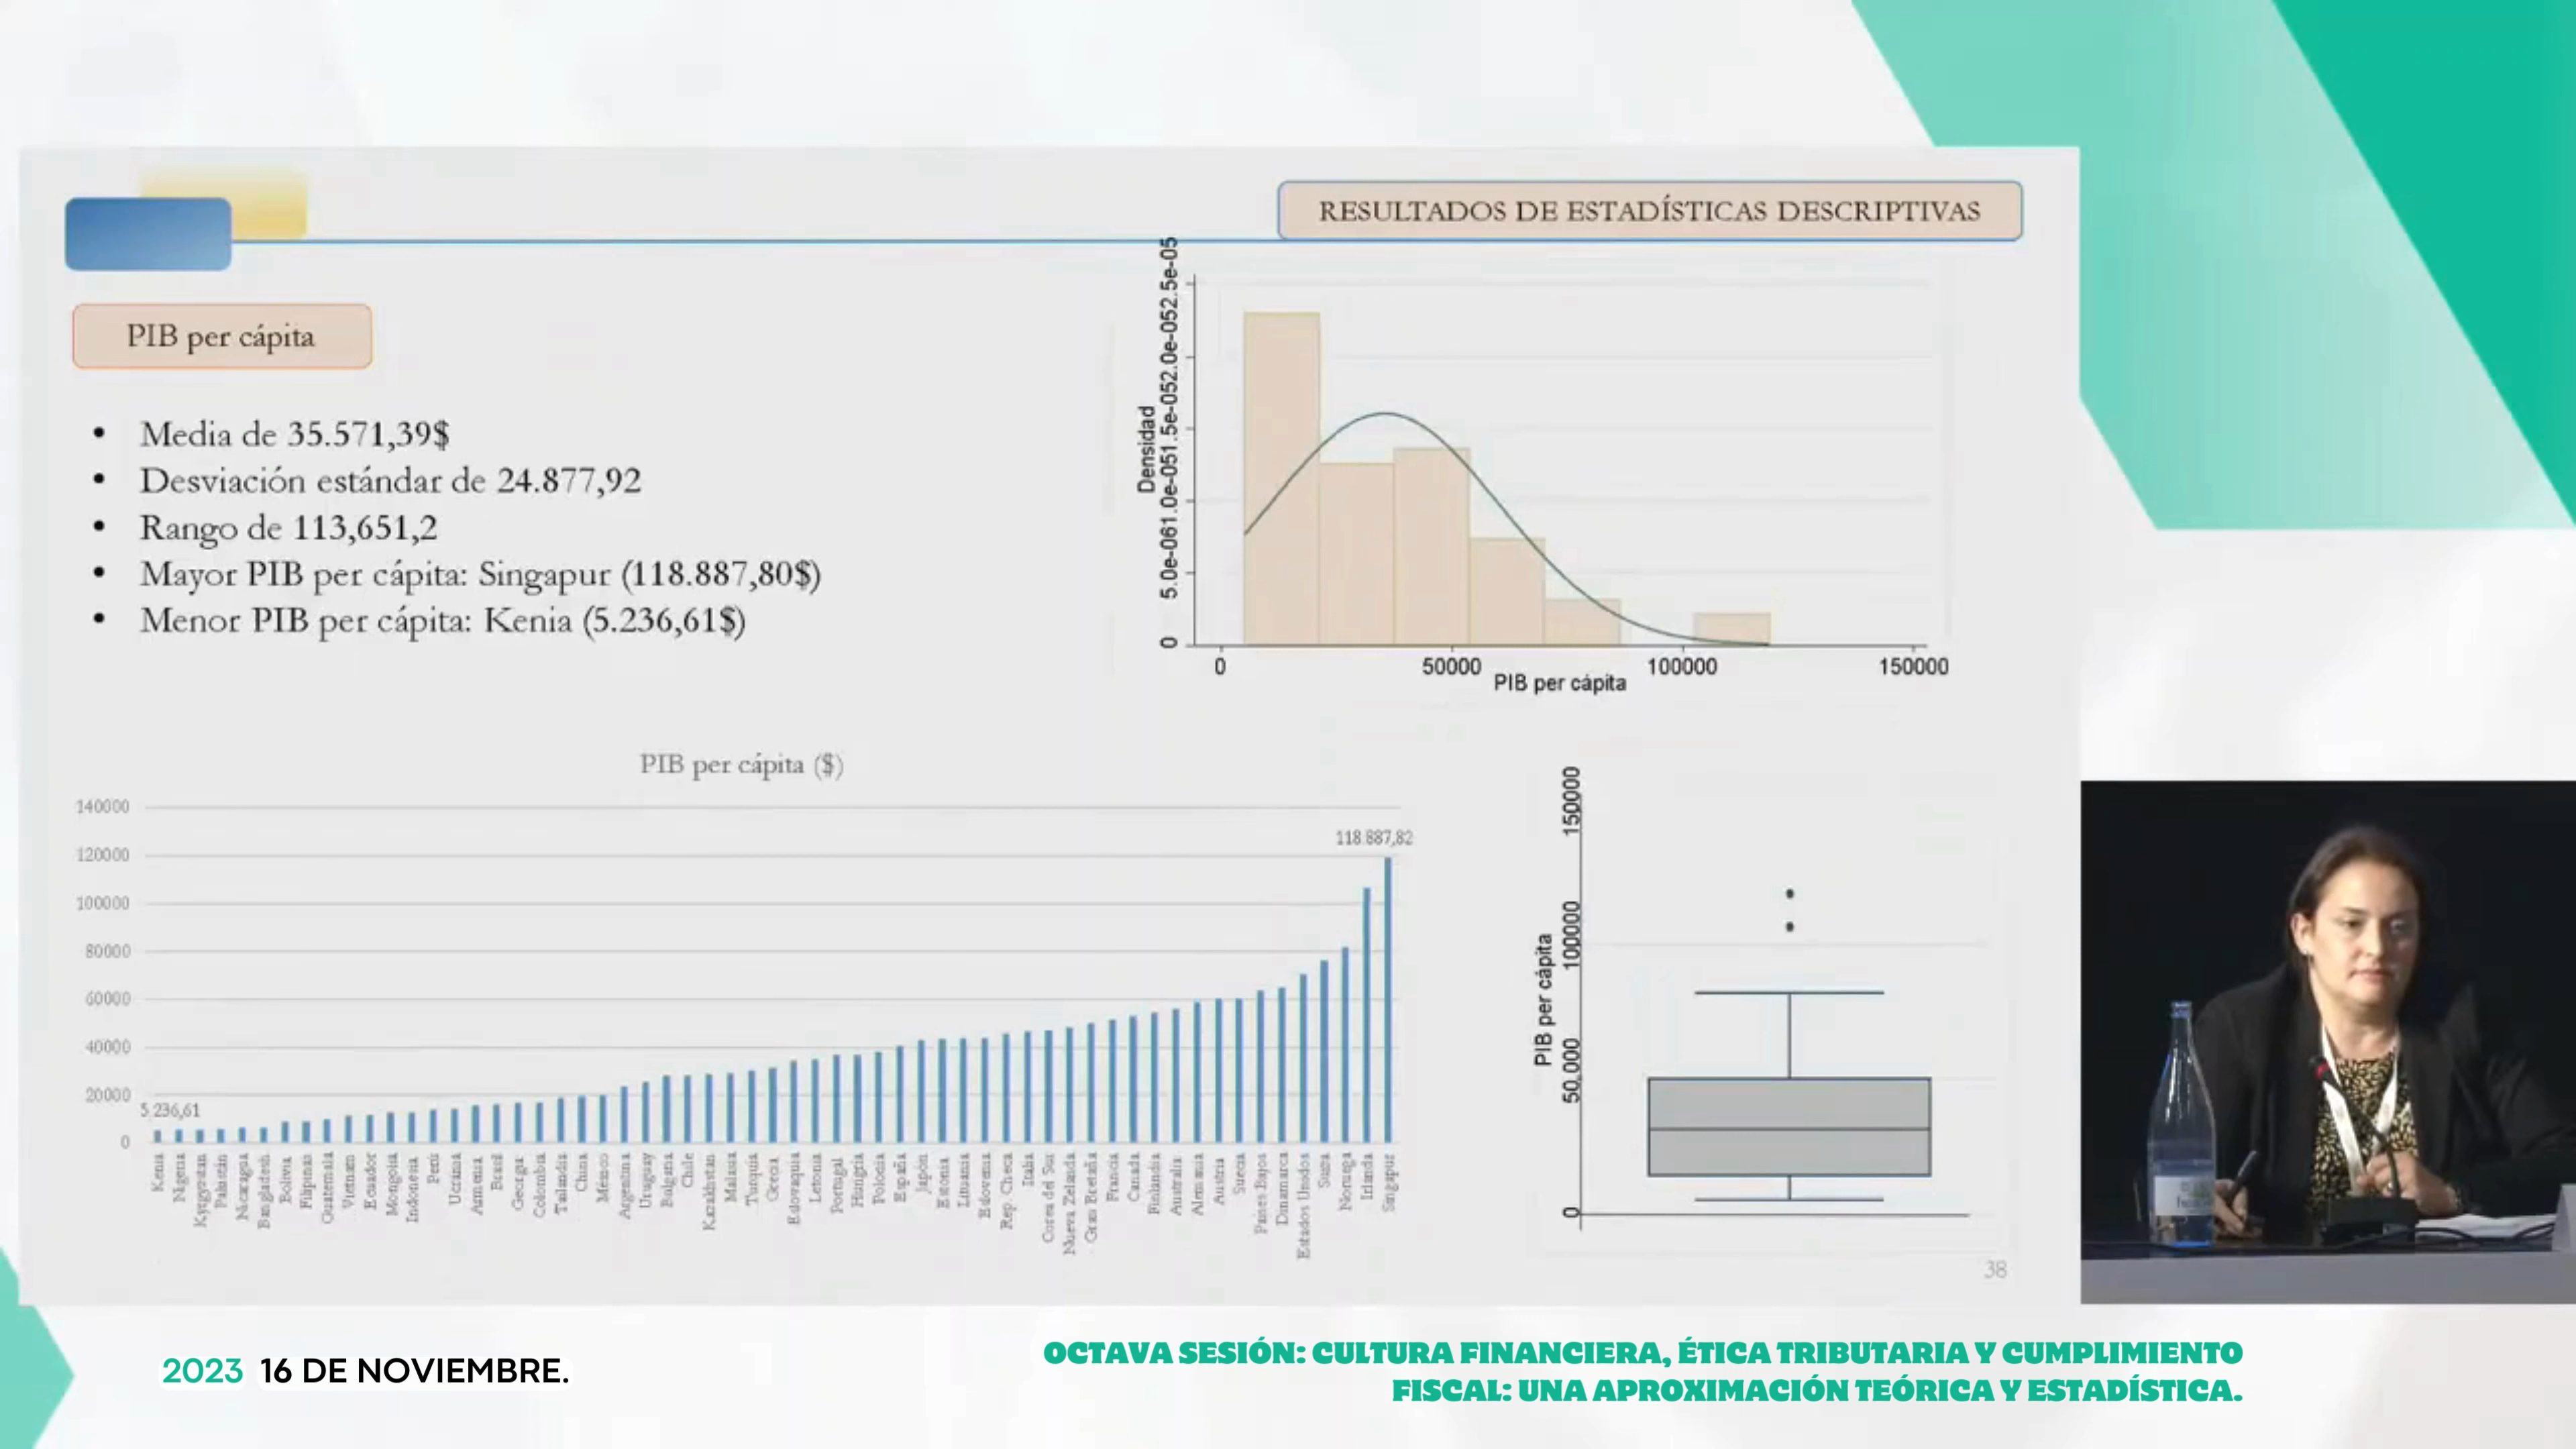 RESULTADOS DE ESTADÍSTICAS DESCRIPTIVAS
PIB per cápita
• Media de 35.571,39$
• Desviación estándar de 24.877,92
• Rango de 113,651,2
• Mayor PIB per cápita: Singapur (118.887,80$)
• Menor PIB per cápita: Kenia (5.236,61$)
Densidad
0
5.0e-06
1.0e-05
1.5e-05
2.0e-05
2.5e-05
0
50000
100000
150000
PIB per cápita
PIB per cápita ($)
140000
120000
100000
80000
60000
40000
20000
0
5 236,61
118 887,82
Kenia
Nigeria
Kyrgyzstan
Pakistán
Nicaragua
Bangladesh
Bolivia
Filipinas
Guatemala
Vietnam
Ecuador
Mongolia
Indonesia
Perú
Ucrania
Armenia
Brasil
Georgia
Colombia
Tailandia
China
México
Argentina
Uruguay
Bulgaria
Chile
Kazakhstan
Malasia
Turquía
Grecia
Eslovaquia
Letonia
Portugal
Hungría
Polonia
España
Japón
Estonia
Lituania
Eslovenia
Rep. Checa
Italia
Corea del Sur
Nueva Zelanda
Gran Bretaña
Francia
Canada
Finlandia
Australia
Alemania
Austria
Suecia
Países Bajos
Dinamarca
Estados Unidos
Suiza
Noruega
Irlanda
Singapur
PIB per cápita
0
50,000
100000
150000
38
2023 16 DE NOVIEMBRE.
OCTAVA SESIÓN: CULTURA FINANCIERA, ÉTICA TRIBUTARIA Y CUMPLIMIENTO
FISCAL: UNA APROXIMACIÓN TEÓRICA Y ESTADÍSTICA.